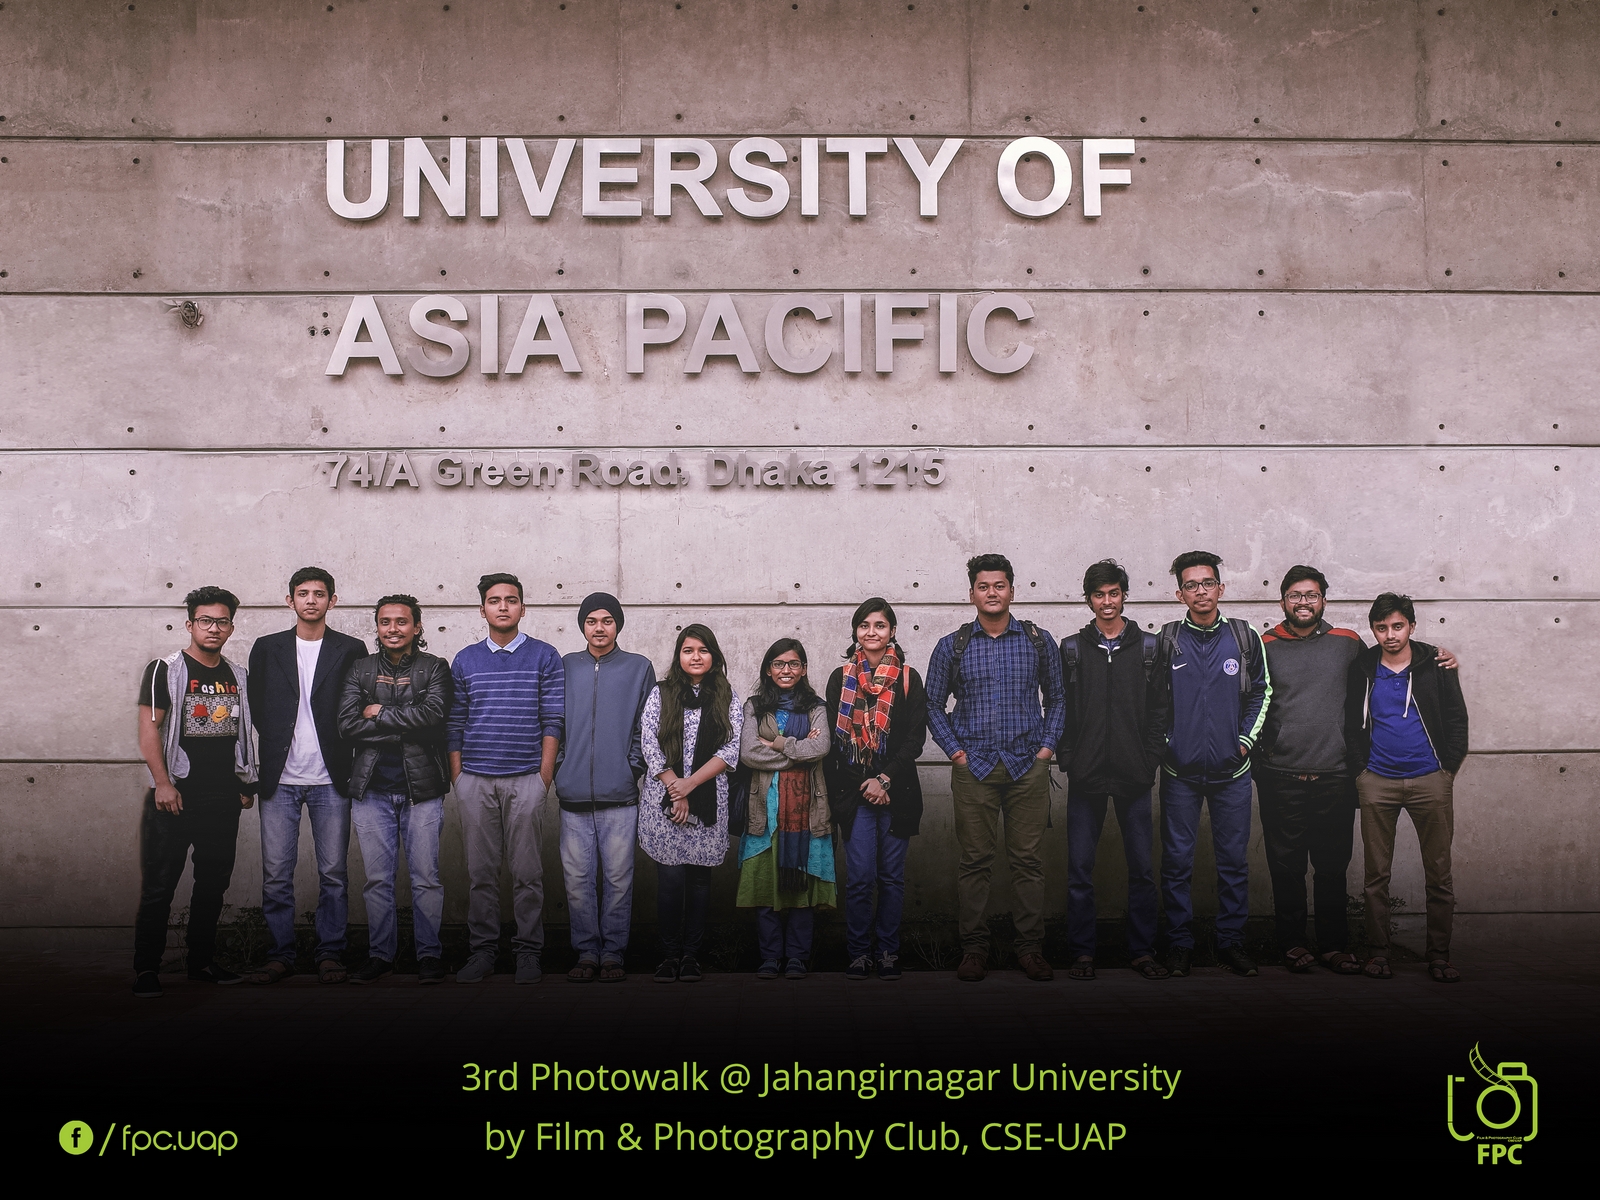 UNIVERSITY OF
ASIA PACIFIC
74/A Green Road, Dhaka 1215
Fashion
3rd Photowalk @ Jahangirnagar University
by Film & Photography Club, CSE-UAP
f/fpc.uap
FPC